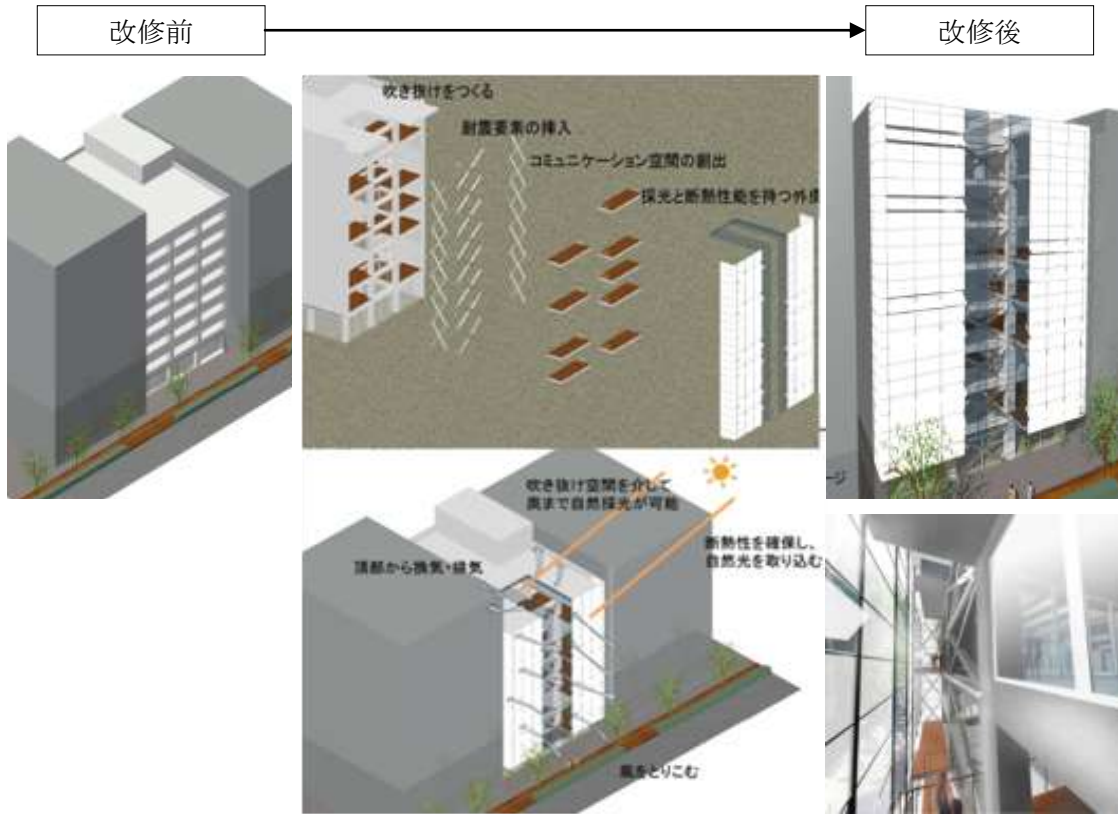 改修前
改修後
吹き抜けをつくる
耐震要素の挿入
コミュニケーション空間の創出
採光と断熱性能を持つ外
吹き抜け空間を介して
奥まで自然採光が可能
断熱性を確保し、
自然光を取り込む
頂部から換気・排気
風をとりこむ
ージ